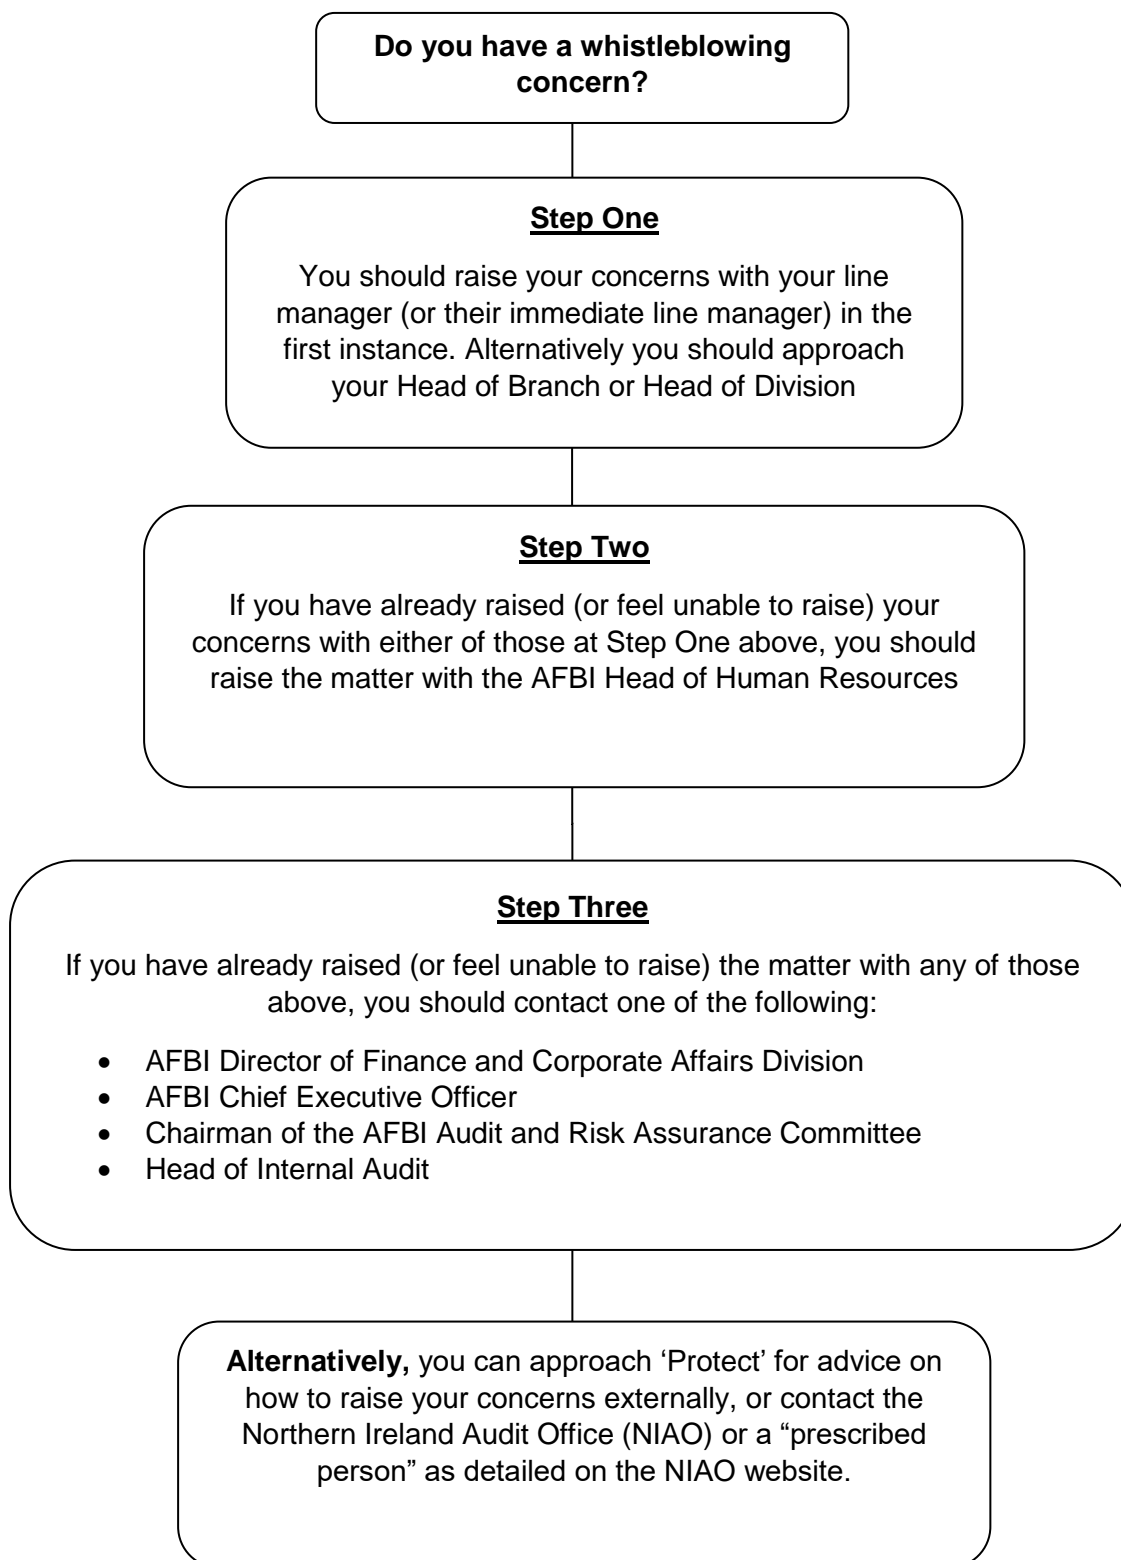 Do you have a whistleblowing
concern?
Step One
You should raise your concerns with your line
manager (or their immediate line manager) in the
first instance. Alternatively you should approach
your Head of Branch or Head of Division
Step Two
If you have already raised (or feel unable to raise) your
concerns with either of those at Step One above, you should
raise the matter with the AFBI Head of Human Resources
Step Three
If you have already raised (or feel unable to raise) the matter with any of those
above, you should contact one of the following:
• AFBI Director of Finance and Corporate Affairs Division
• AFBI Chief Executive Officer
• Chairman of the AFBI Audit and Risk Assurance Committee
• Head of Internal Audit
Alternatively, you can approach ‘Protect’ for advice on
how to raise your concerns externally, or contact the
Northern Ireland Audit Office (NIAO) or a “prescribed
person” as detailed on the NIAO website.